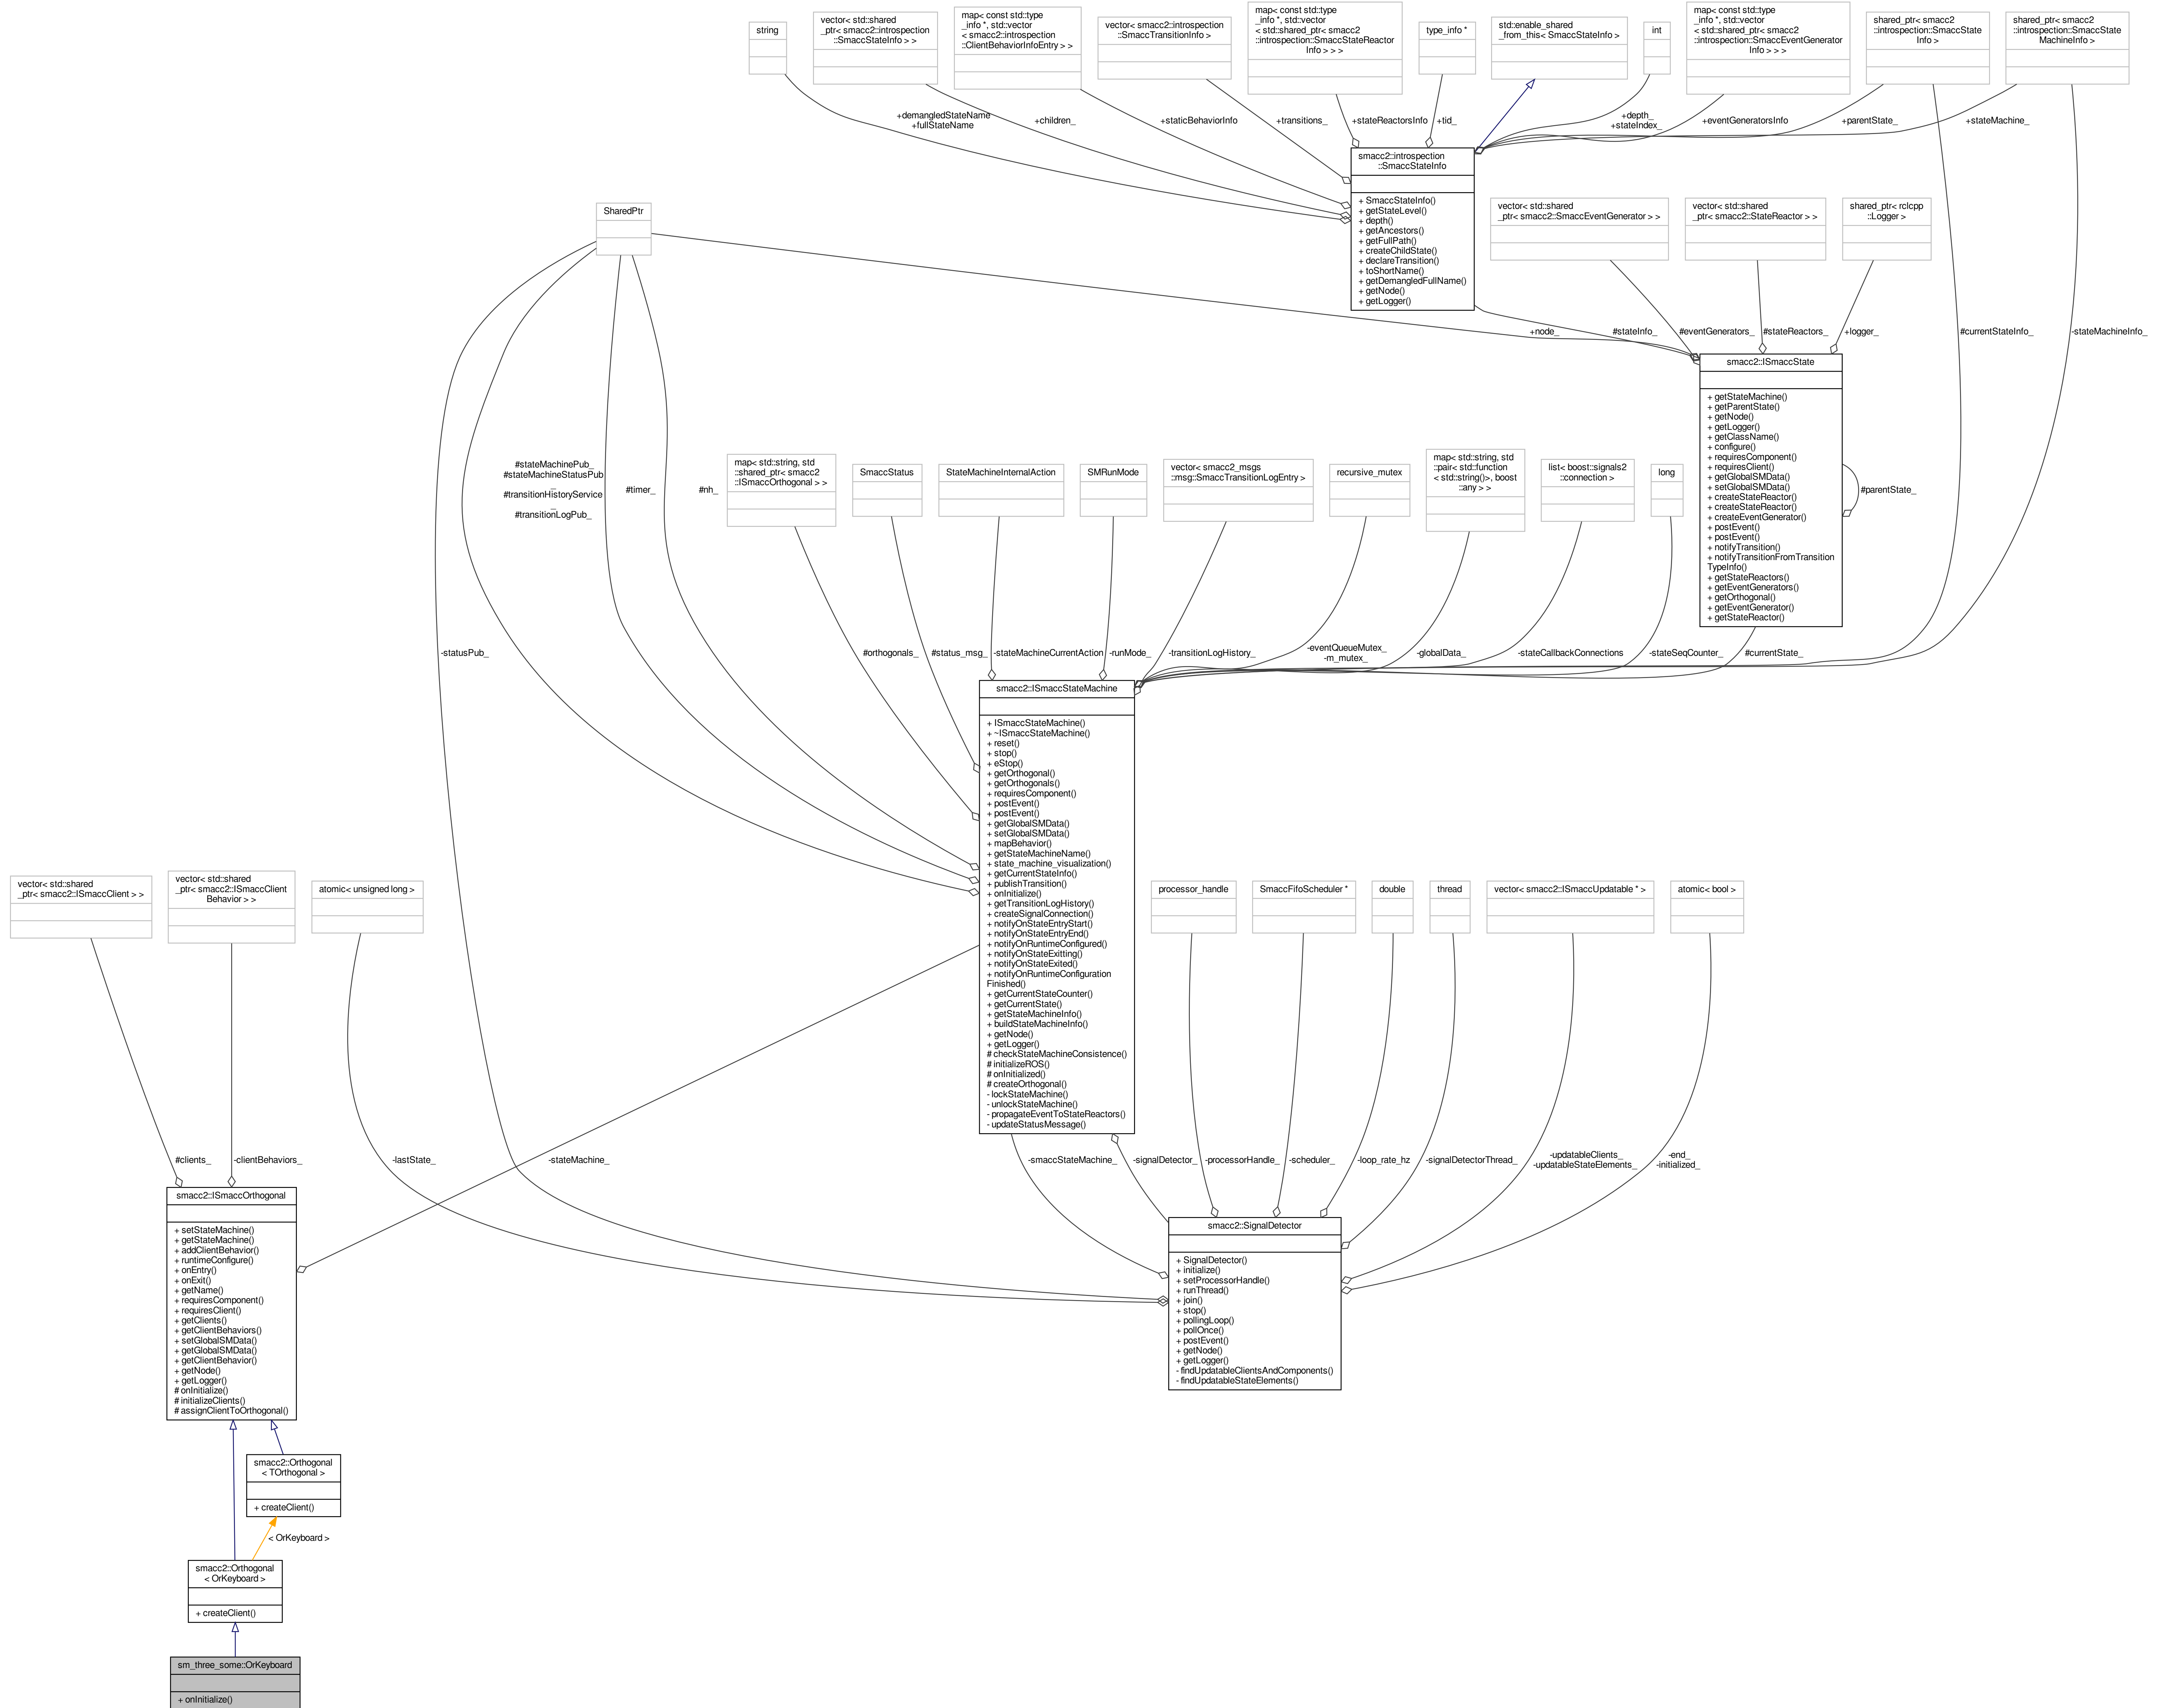 string
vector< std::shared
_ptr< smacc2::introspection
::SmaccStateInfo > >
map< const std::type
_info *, std::vector
< smacc2::introspection
::ClientBehaviorInfoEntry > >
vector< smacc2::introspection
::SmaccTransitionInfo >
map< const std::type
_info *, std::vector
< std::shared_ptr< smacc2
::introspection::SmaccStateReactor
Info > > >
type_info *
std::enable_shared
_from_this< SmaccStateInfo >
int
map< const std::type
_info *, std::vector
< std::shared_ptr< smacc2
::introspection::SmaccEventGenerator
Info > > >
shared_ptr< smacc2
::introspection::SmaccState
Info >
shared_ptr< smacc2
::introspection::SmaccState
MachineInfo >
+demangledStateName
+fullStateName
+children_
+staticBehaviorInfo
+transitions_
+stateReactorsInfo
+tid_
+depth_
+stateIndex_
+eventGeneratorsInfo
+parentState_
+stateMachine_
smacc2::introspection
::SmaccStateInfo
+ SmaccStateInfo()
+ getStateLevel()
+ depth()
+ getAncestors()
+ getFullPath()
+ createChildState()
+ declareTransition()
+ toShortName()
+ getDemangledFullName()
+ getNode()
+ getLogger()
SharedPtr
vector< std::shared
_ptr< smacc2::SmaccEventGenerator > >
vector< std::shared
_ptr< smacc2::StateReactor > >
shared_ptr< rclcpp
::Logger >
+node_
#stateInfo_
#eventGenerators_
#stateReactors_
+logger_
#currentStateInfo_
-stateMachineInfo_
smacc2::ISmaccState
+ getStateMachine()
+ getParentState()
+ getNode()
+ getLogger()
+ getClassName()
+ configure()
+ requiresComponent()
+ requiresClient()
+ getGlobalSMData()
+ setGlobalSMData()
+ createStateReactor()
+ createStateReactor()
+ createEventGenerator()
+ postEvent()
+ postEvent()
+ notifyTransition()
+ notifyTransitionFromTransition
TypeInfo()
+ getStateReactors()
+ getEventGenerators()
+ getOrthogonal()
+ getEventGenerator()
+ getStateReactor()
#parentState_
#stateMachinePub_
#stateMachineStatusPub
_
#transitionHistoryService
_
#transitionLogPub_
#timer_
#nh_
map< std::string, std
::shared_ptr< smacc2
::ISmaccOrthogonal > >
SmaccStatus
StateMachineInternalAction
SMRunMode
vector< smacc2_msgs
::msg::SmaccTransitionLogEntry >
recursive_mutex
map< std::string, std
::pair< std::function
< std::string()>, boost
::any > >
list< boost::signals2
::connection >
long
-statusPub_
#orthogonals_
#status_msg_
-stateMachineCurrentAction
-runMode_
-transitionLogHistory_
-eventQueueMutex_
-m_mutex_
-globalData_
-stateCallbackConnections
-stateSeqCounter_
#currentState_
smacc2::ISmaccStateMachine
+ ISmaccStateMachine()
+ ~ISmaccStateMachine()
+ reset()
+ stop()
+ eStop()
+ getOrthogonal()
+ getOrthogonals()
+ requiresComponent()
+ postEvent()
+ postEvent()
+ getGlobalSMData()
+ setGlobalSMData()
+ mapBehavior()
+ getStateMachineName()
+ state_machine_visualization()
+ getCurrentStateInfo()
+ publishTransition()
+ onInitialize()
+ getTransitionLogHistory()
+ createSignalConnection()
+ notifyOnStateEntryStart()
+ notifyOnStateEntryEnd()
+ notifyOnRuntimeConfigured()
+ notifyOnStateExitting()
+ notifyOnStateExited()
+ notifyOnRuntimeConfiguration
Finished()
+ getCurrentStateCounter()
+ getCurrentState()
+ getStateMachineInfo()
+ buildStateMachineInfo()
+ getNode()
+ getLogger()
# checkStateMachineConsistence()
# initializeROS()
# onInitialized()
# createOrthogonal()
- lockStateMachine()
- unlockStateMachine()
- propagateEventToStateReactors()
- updateStatusMessage()
vector< std::shared
_ptr< smacc2::ISmaccClient > >
vector< std::shared
_ptr< smacc2::ISmaccClient
Behavior > >
atomic< unsigned long >
processor_handle
SmaccFifoScheduler *
double
thread
vector< smacc2::ISmaccUpdatable * >
atomic< bool >
#clients_
-clientBehaviors_
-lastState_
-stateMachine_
-smaccStateMachine_
-signalDetector_
-processorHandle_
-scheduler_
-loop_rate_hz
-signalDetectorThread_
-updatableClients_
-updatableStateElements_
-end_
-initialized_
smacc2::ISmaccOrthogonal
+ setStateMachine()
+ getStateMachine()
+ addClientBehavior()
+ runtimeConfigure()
+ onEntry()
+ onExit()
+ getName()
+ requiresComponent()
+ requiresClient()
+ getClients()
+ getClientBehaviors()
+ setGlobalSMData()
+ getGlobalSMData()
+ getClientBehavior()
+ getNode()
+ getLogger()
# onInitialize()
# initializeClients()
# assignClientToOrthogonal()
smacc2::SignalDetector
+ SignalDetector()
+ initialize()
+ setProcessorHandle()
+ runThread()
+ join()
+ stop()
+ pollingLoop()
+ pollOnce()
+ postEvent()
+ getNode()
+ getLogger()
- findUpdatableClientsAndComponents()
- findUpdatableStateElements()
smacc2::Orthogonal
< TOrthogonal >
+ createClient()
< OrKeyboard >
smacc2::Orthogonal
< OrKeyboard >
+ createClient()
sm_three_some::OrKeyboard
+ onInitialize()